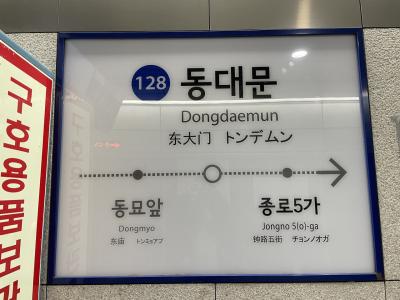 128 동대문
Dongdaemun
东大门 トンデムン
동묘앞
Dongmyo
东庙 トンミョアプ
종로5가
Jongno 5(o)-ga
钟路五街 チョンノオガ
구호용품보관